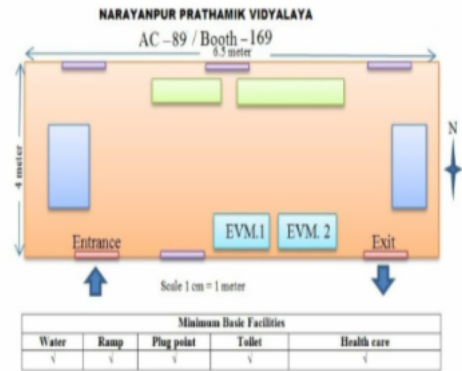 NARAYANPUR PRATHAMIK VIDYALAYA
AC –89 / Booth –169
6.5 meter
4 meter
N
EVM.1 EVM. 2
Entrance Exit
Scale 1 cm = 1 meter
Minimum Basic Facilities
Water Ramp Plug point Toilet Health care
√ √ √ √ √